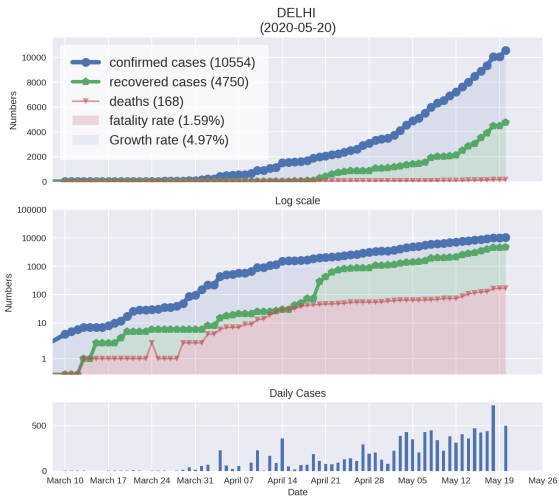 DELHI
(2020-05-20)
confirmed cases (10554)
recovered cases (4750)
deaths (168)
fatality rate (1.59%)
Growth rate (4.97%)
Numbers
10000
8000
6000
4000
2000
0
Log scale
Numbers
100000
10000
1000
100
10
1
Daily Cases
500
0
March 10 March 17 March 24 March 31 April 07 April 14 April 21 April 28 May 05 May 12 May 19 May 26
Date